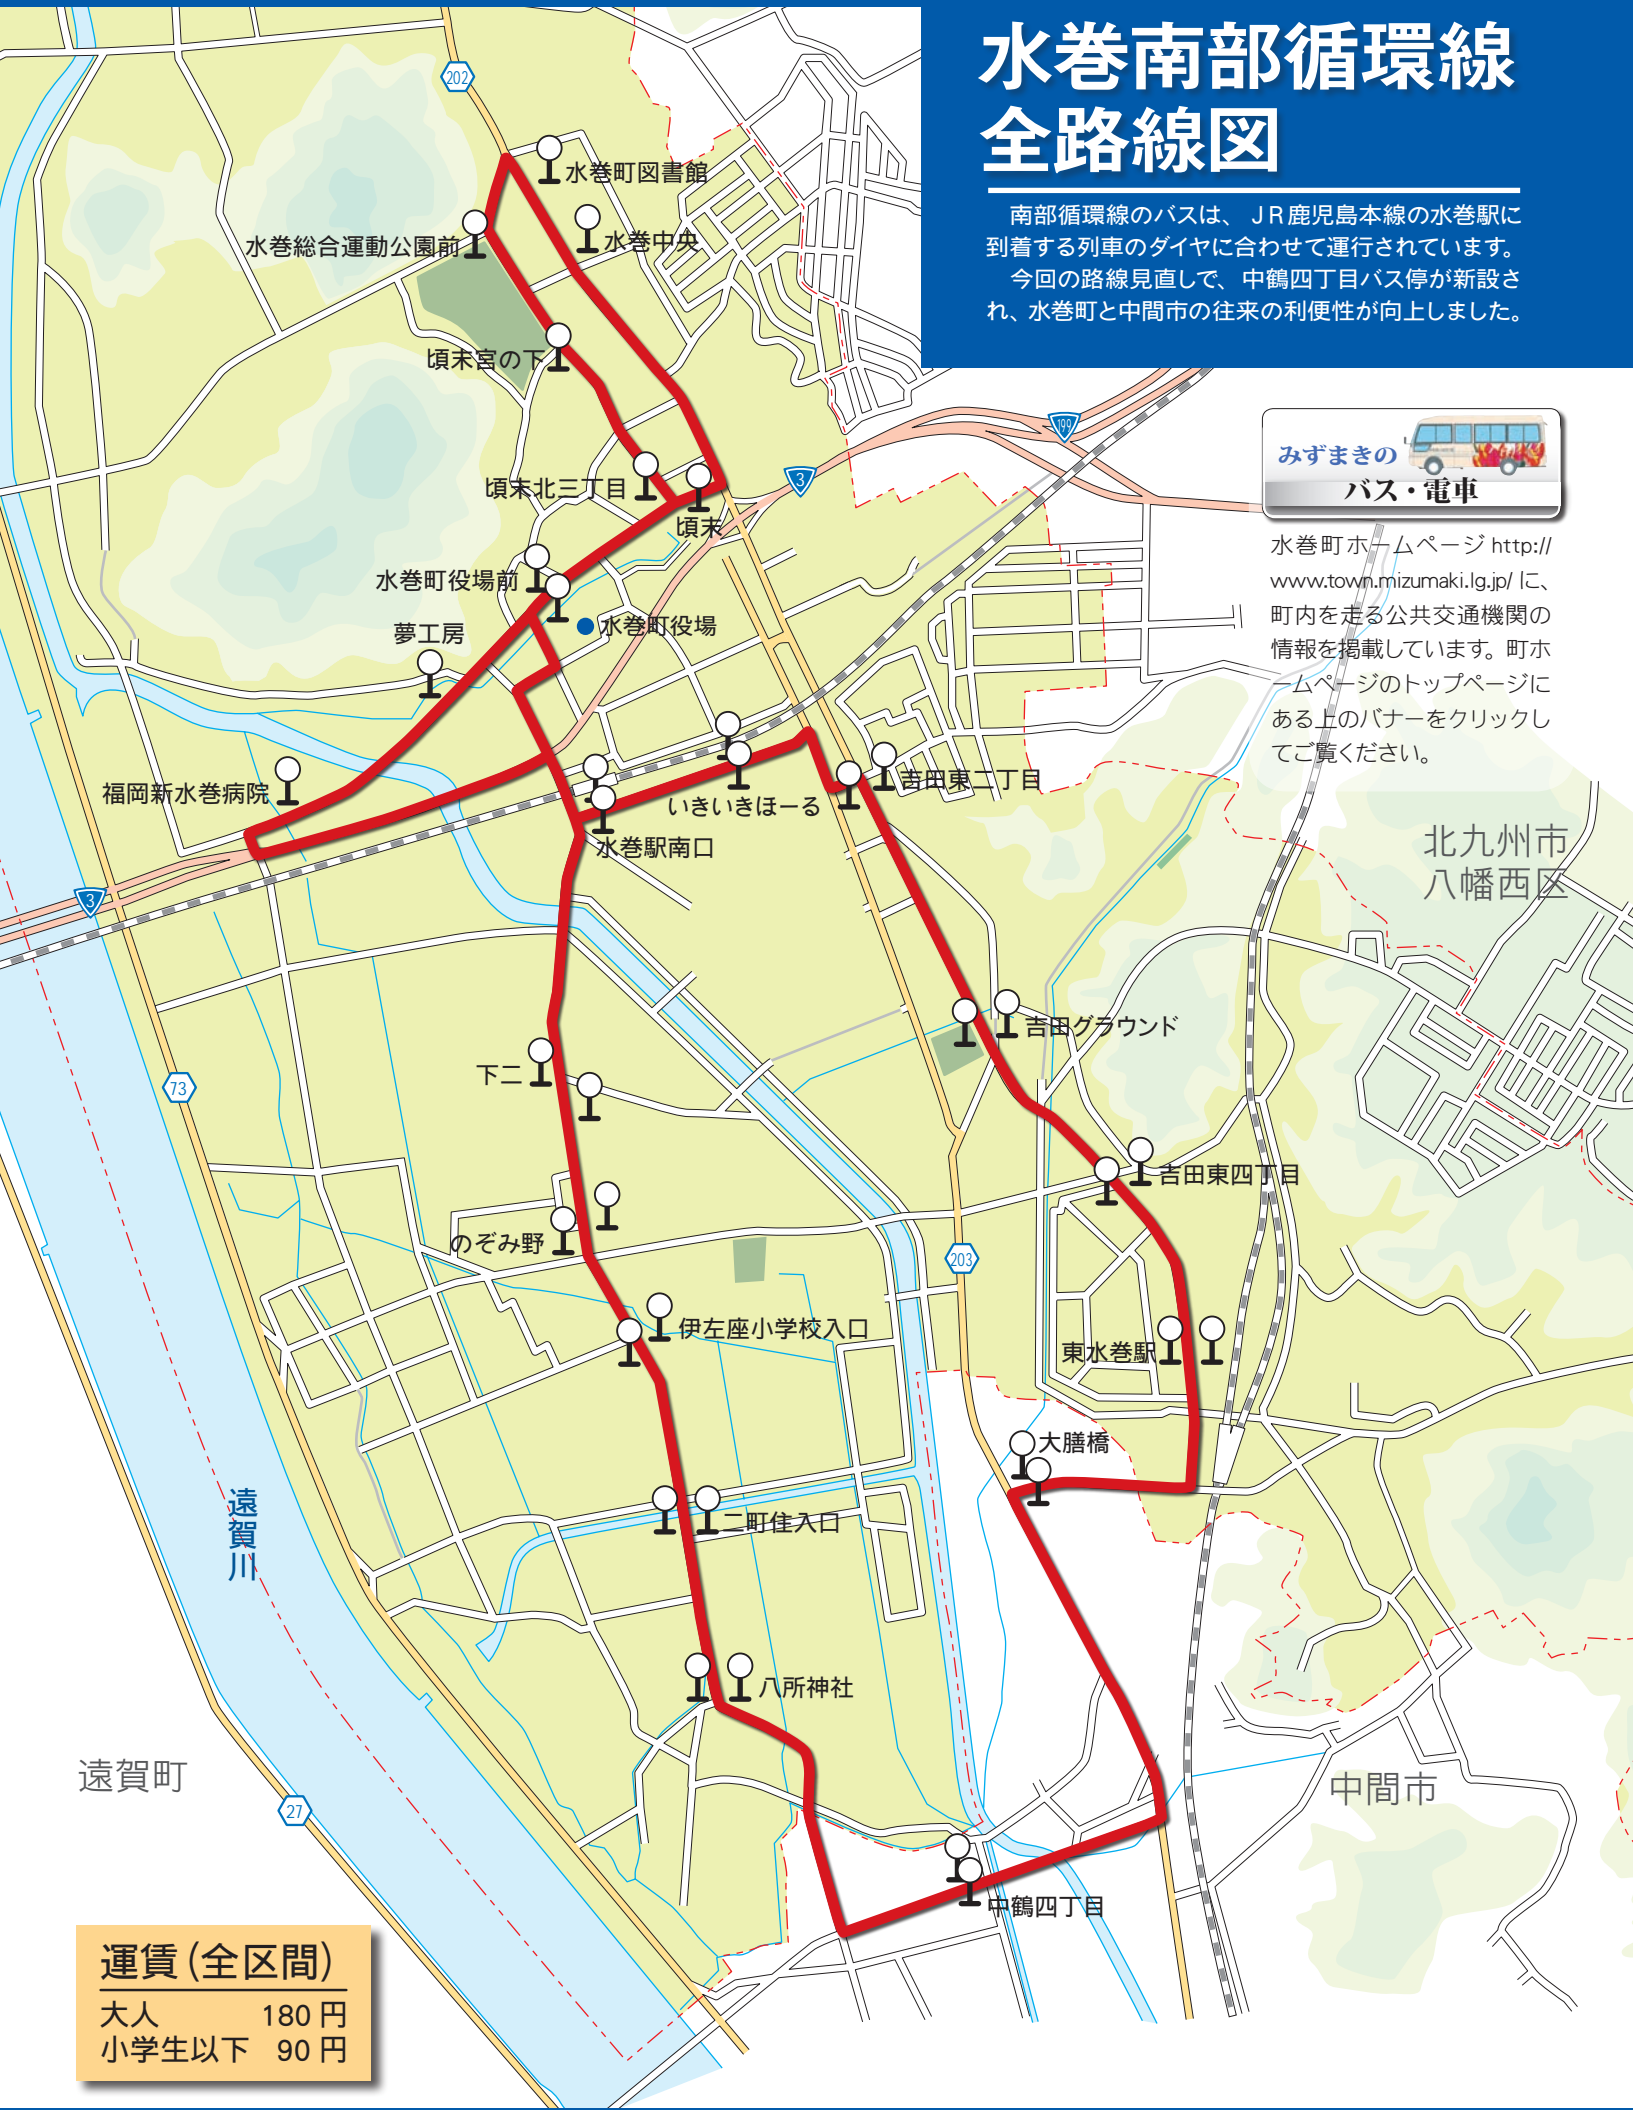 水巻南部循環線
全路線図
南部循環線のバスは、JR鹿児島本線の水巻駅に
到着する列車のダイヤに合わせて運行されています。
今回の路線見直しで、中鶴四丁目バス停が新設さ
れ、水巻町と中間市の往来の利便性が向上しました。
202
水巻町図書館
水巻中央
水巻総合運動公園前
頃末宮の下
199
3
みずまきの
バス・電車
水巻町ホームページ http://
www.town.mizumaki.lg.jp/ に、
町内を走る公共交通機関の
情報を掲載しています。町ホ
ームページのトップページに
ある上のバナーをクリックし
てご覧ください。
頃末北三丁目
頃末
水巻町役場前
水巻町役場
夢工房
福岡新水巻病院
いきいきほーる
吉田東二丁目
水巻駅南口
北九州市
八幡西区
3
吉田グラウンド
下二
73
吉田東四丁目
のぞみ野
203
伊左座小学校入口
東水巻駅
大膳橋
二町住入口
遠賀川
八所神社
遠賀町
中間市
27
中鶴四丁目
運賃(全区間)
大人 180 円
小学生以下 90 円